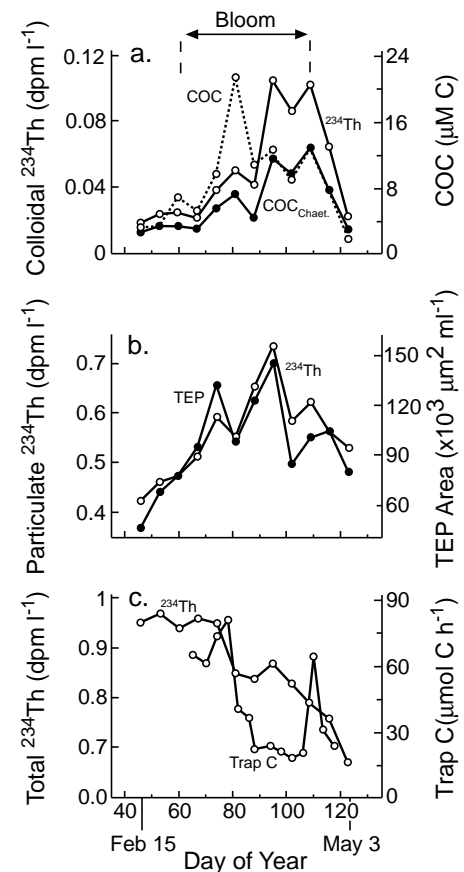 Bloom
a.
0.12
0.08
0.04
0
Colloidal ²³⁴Th (dpm l⁻¹)
24
18
12
6
0
COC (μM C)
COC
²³⁴Th
COC_Chaet.
b.
0.7
0.6
0.5
0.4
Particulate ²³⁴Th (dpm l⁻¹)
150
120
90
60
TEP Area (x10³ μm² ml⁻¹)
TEP
²³⁴Th
c.
1
0.9
0.8
0.7
0.0
Total ²³⁴Th (dpm l⁻¹)
90
60
30
0
Trap C(μmol C h⁻¹)
²³⁴Th
Trap C
40 60 80 100 120
Feb 15 May 3
Day of Year